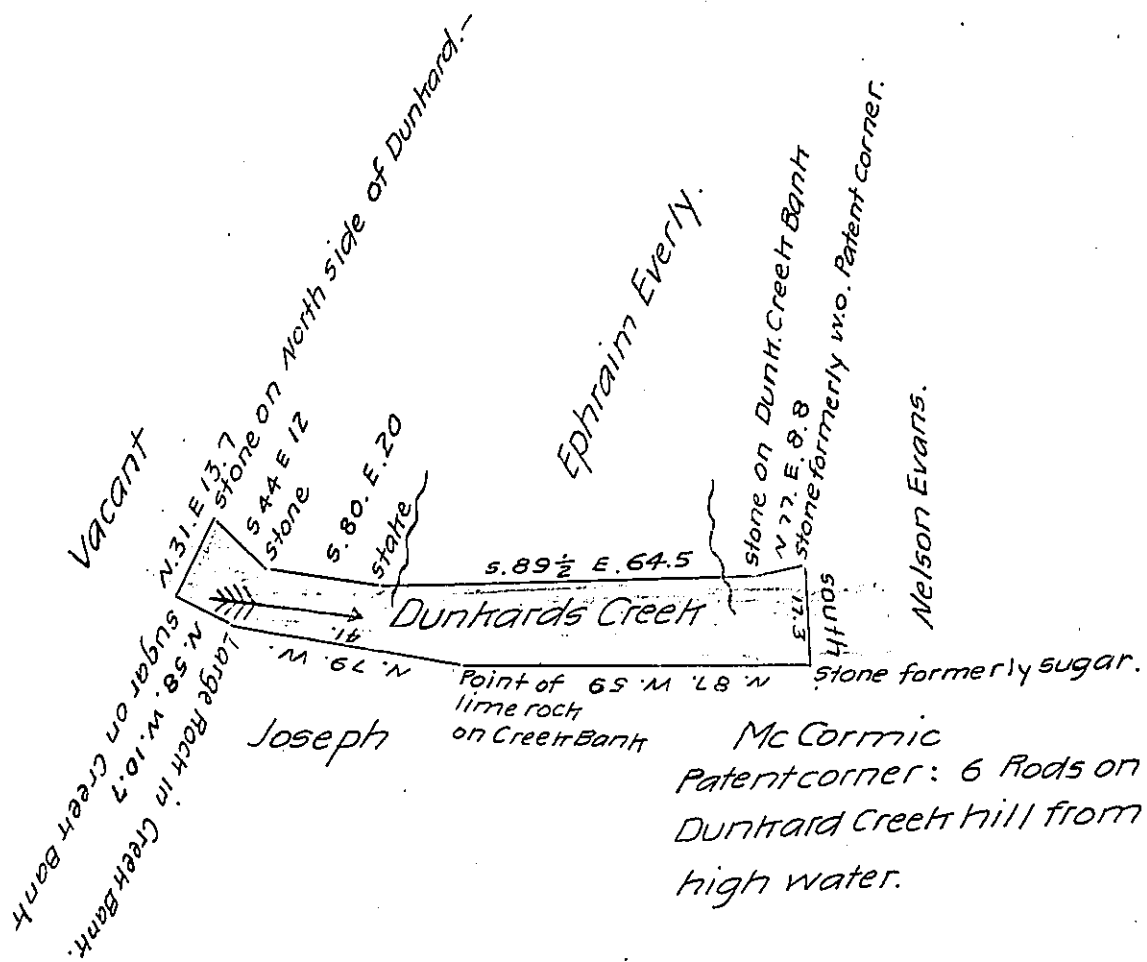 Vacant
N.31.E 13.7
stone on North side of Dunkard.-
S 44 E 12
stone
S.80.E.20
stake
Ephraim Everly.
S.89½ E.64.5
stone on Dunk.Creek Bank
N 77.E.8.8
stone formerly w.o. Patent Corner.
Nelson Evans.
South
17.3
Dunkards Creek
Stone formerly sugar.
N.87.W.59
Point of
lime rock
on Creek Bank
N.79.W.
41.
Large Rock in Creek Bank.
N.58.W.10.7
sugar on Creek Bank
Joseph McCormic
Patent corner: 6 Rods on
Dunkard Creek hill from
high water.